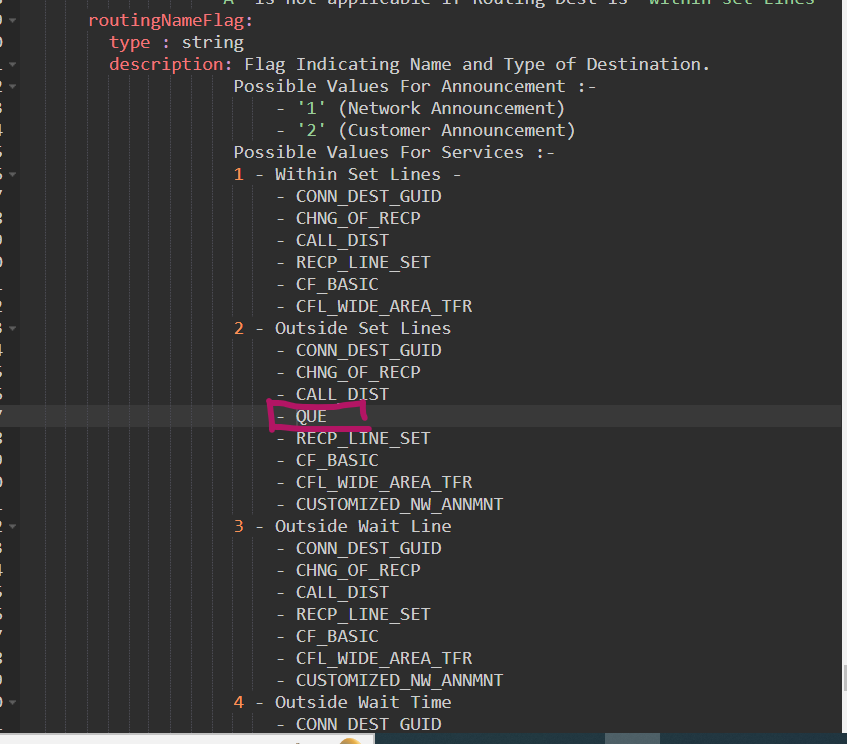 'A' is not applicable if Routing Dest is 'Within Set Lines'
routingNameFlag:
type : string
description: Flag Indicating Name and Type of Destination.
Possible Values For Announcement :-
- '1' (Network Announcement)
- '2' (Customer Announcement)
Possible Values For Services :-
1 - Within Set Lines -
- CONN_DEST_GUID
- CHNG_OF_RECP
- CALL_DIST
- RECP_LINE_SET
- CF_BASIC
- CFL_WIDE_AREA_TFR
2 - Outside Set Lines
- CONN_DEST_GUID
- CHNG_OF_RECP
- CALL_DIST
- QUE
- RECP_LINE_SET
- CF_BASIC
- CFL_WIDE_AREA_TFR
- CUSTOMIZED_NW_ANNMNT
3 - Outside Wait Line
- CONN_DEST_GUID
- CHNG_OF_RECP
- CALL_DIST
- RECP_LINE_SET
- CF_BASIC
- CFL_WIDE_AREA_TFR
- CUSTOMIZED_NW_ANNMNT
4 - Outside Wait Time
- CONN_DEST_GUID